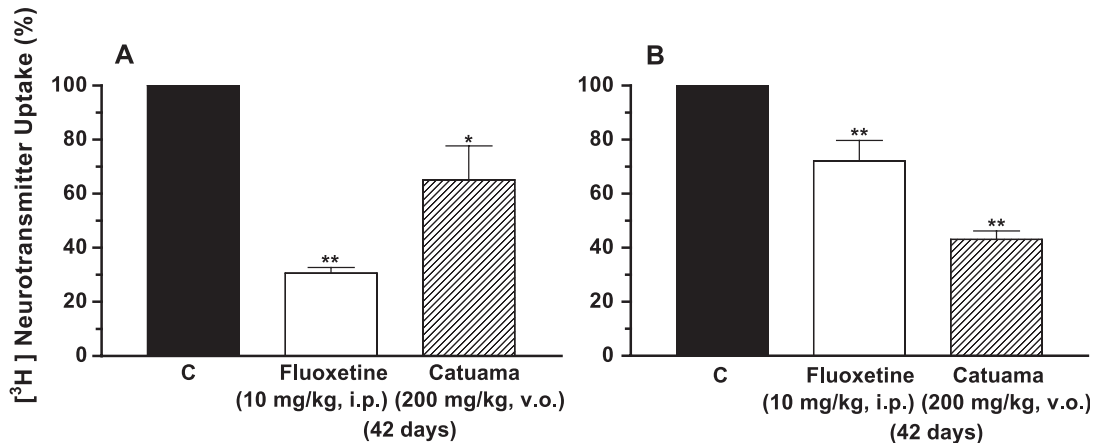 [³H ] Neurotransmitter Uptake (%)
A
100
80
60
40
20
0
**
*
C
Fluoxetine
(10 mg/kg, i.p.)
Catuama
(200 mg/kg, v.o.)
(42 days)
B
100
80
60
40
20
0
**
**
C
Fluoxetine
(10 mg/kg, i.p.)
Catuama
(200 mg/kg, v.o.)
(42 days)